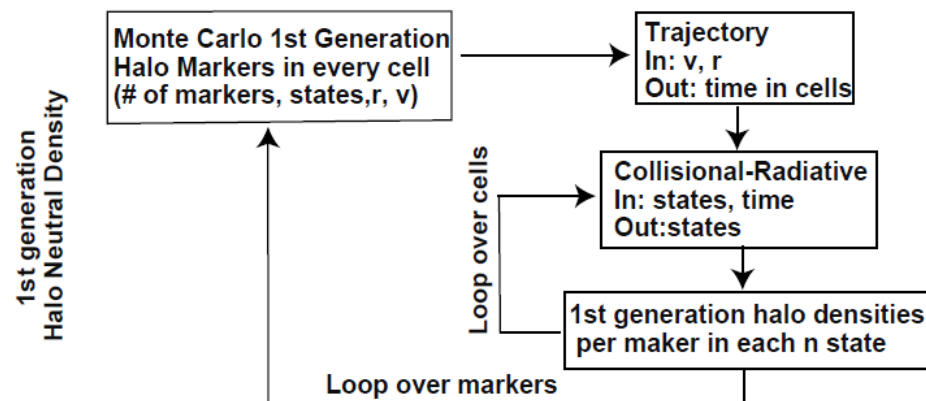 Monte Carlo 1st Generation
Halo Markers in every cell
(# of markers, states,r, v)
Trajectory
In: v, r
Out: time in cells
1st generation
Halo Neutral Density
Collisional-Radiative
In: states, time
Out:states
Loop over cells
1st generation halo densities
per maker in each n state
Loop over markers